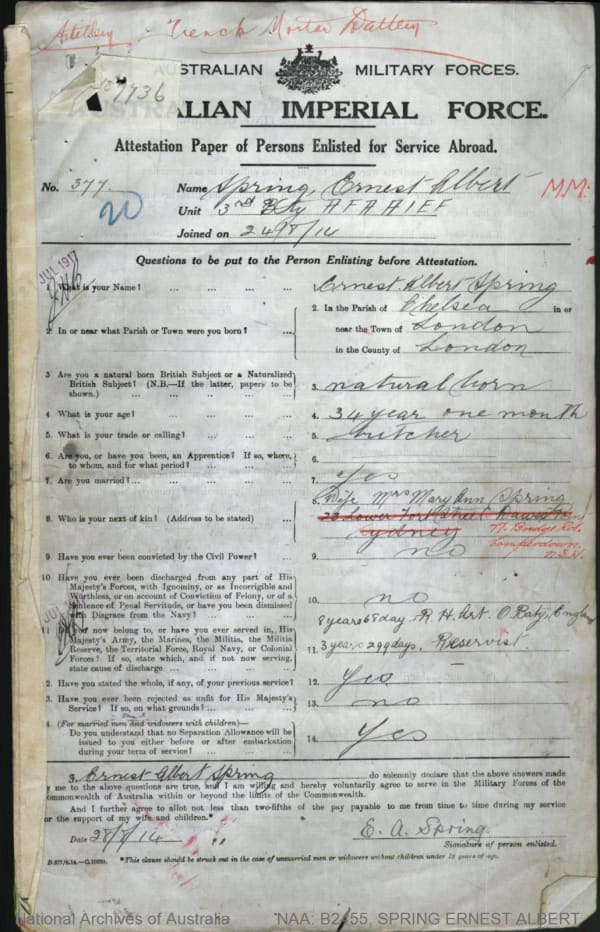 Artillery Trench Mortar Battery
7736
AUSTRALIAN MILITARY FORCES.
ALIAN IMPERIAL FORCE.
Attestation Paper of Persons Enlisted for Service Abroad.
No. 377 Name Spring, Ernest Albert M.M.
20 Unit 3rd Bty A F A A I E F
Joined on 24/8/14
Questions to be put to the Person Enlisting before Attestation.
JUL 1917
What is your Name? ... ... ... ... Ernest Albert Spring
2. In or near what Parish or Town were you born? ... 2. In the Parish of Chelsea in or
near the Town of London
in the County of London
3 Are you a natural born British Subject or a Naturalized
British Subject? (N.B.—If the latter, papers to be
shown.) ... ... ... ... 3. natural born
4. What is your age? ... ... ... ... 4. 34 year one month
5. What is your trade or calling? ... ... ... 5. butcher
6. Are you, or have you been, an Apprentice? If so, where,
to whom, and for what period? ... ... ... 6.
7. Are you married? ... ... ... ... 7. Yes
8. Who is your next of kin? (Address to be stated) ... 8. Wife Mrs Mary Ann Spring
23 Lower Fort Street
Sydney
77 Bridge Rd.
Camperdown
N.S.W.
9. Have you ever been convicted by the Civil Power? ... 9. no
10. Have you ever been discharged from any part of His
Majesty's Forces, with Ignominy, or as Incorrigible and
Worthless, or on account of Conviction of Felony, or of a
Sentence of Penal Servitude, or have you been dismissed
with Disgrace from the Navy? ... ... 10. no
11. Do you now belong to, or have you ever served in, His
Majesty's Army, the Marines, the Militia, the Militia
Reserve, the Territorial Force, Royal Navy, or Colonial
Forces? If so, state which, and if not now serving,
state cause of discharge ... ... ... 8 years 68 day. R. H. Art. O Baty, England
11. 3 years 299 days. Reservist
2. Have you stated the whole, if any, of your previous service? 12. Yes
3. Have you ever been rejected as unfit for His Majesty's
Service? If so, on what grounds? ... ... 13. no
4. (For married men and widowers with children)—
Do you understand that no Separation Allowance will be
issued to you either before or after embarkation
during your term of service? ... ... ... 14. Yes
Ernest Albert Spring do solemnly declare that the above answers made
by me to the above questions are true, and I am willing and hereby voluntarily agree to serve in the Military Forces of the
Commonwealth of Australia within or beyond the limits of the Commonwealth.
And I further agree to allot not less than two-fifths of the pay payable to me from time to time during my service
for the support of my wife and children.*
Date 28/8/14 E. A. Spring
Signature of person enlisted.
*This clause should be struck out in the case of unmarried men or widowers without children under 18 years of age.
National Archives of Australia NAA: B2455, SPRING ERNEST ALBERT